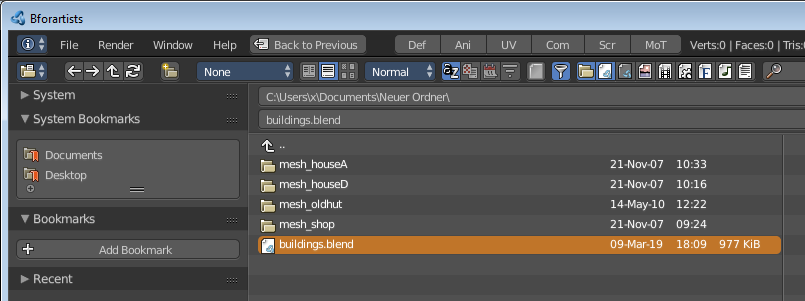 Bforartists
File Render Window Help Back to Previous Def Ani UV Com Scr MoT Verts:0 | Faces:0 | Tris:
None Normal
System
System Bookmarks
Documents
Desktop
Bookmarks
Add Bookmark
Recent
C:\Users\x\Documents\Neuer Ordner\
buildings.blend
..
mesh_houseA 21-Nov-07 10:33
mesh_houseD 21-Nov-07 10:16
mesh_oldhut 14-May-10 12:22
mesh_shop 21-Nov-07 09:24
buildings.blend 09-Mar-19 18:09 977 KiB